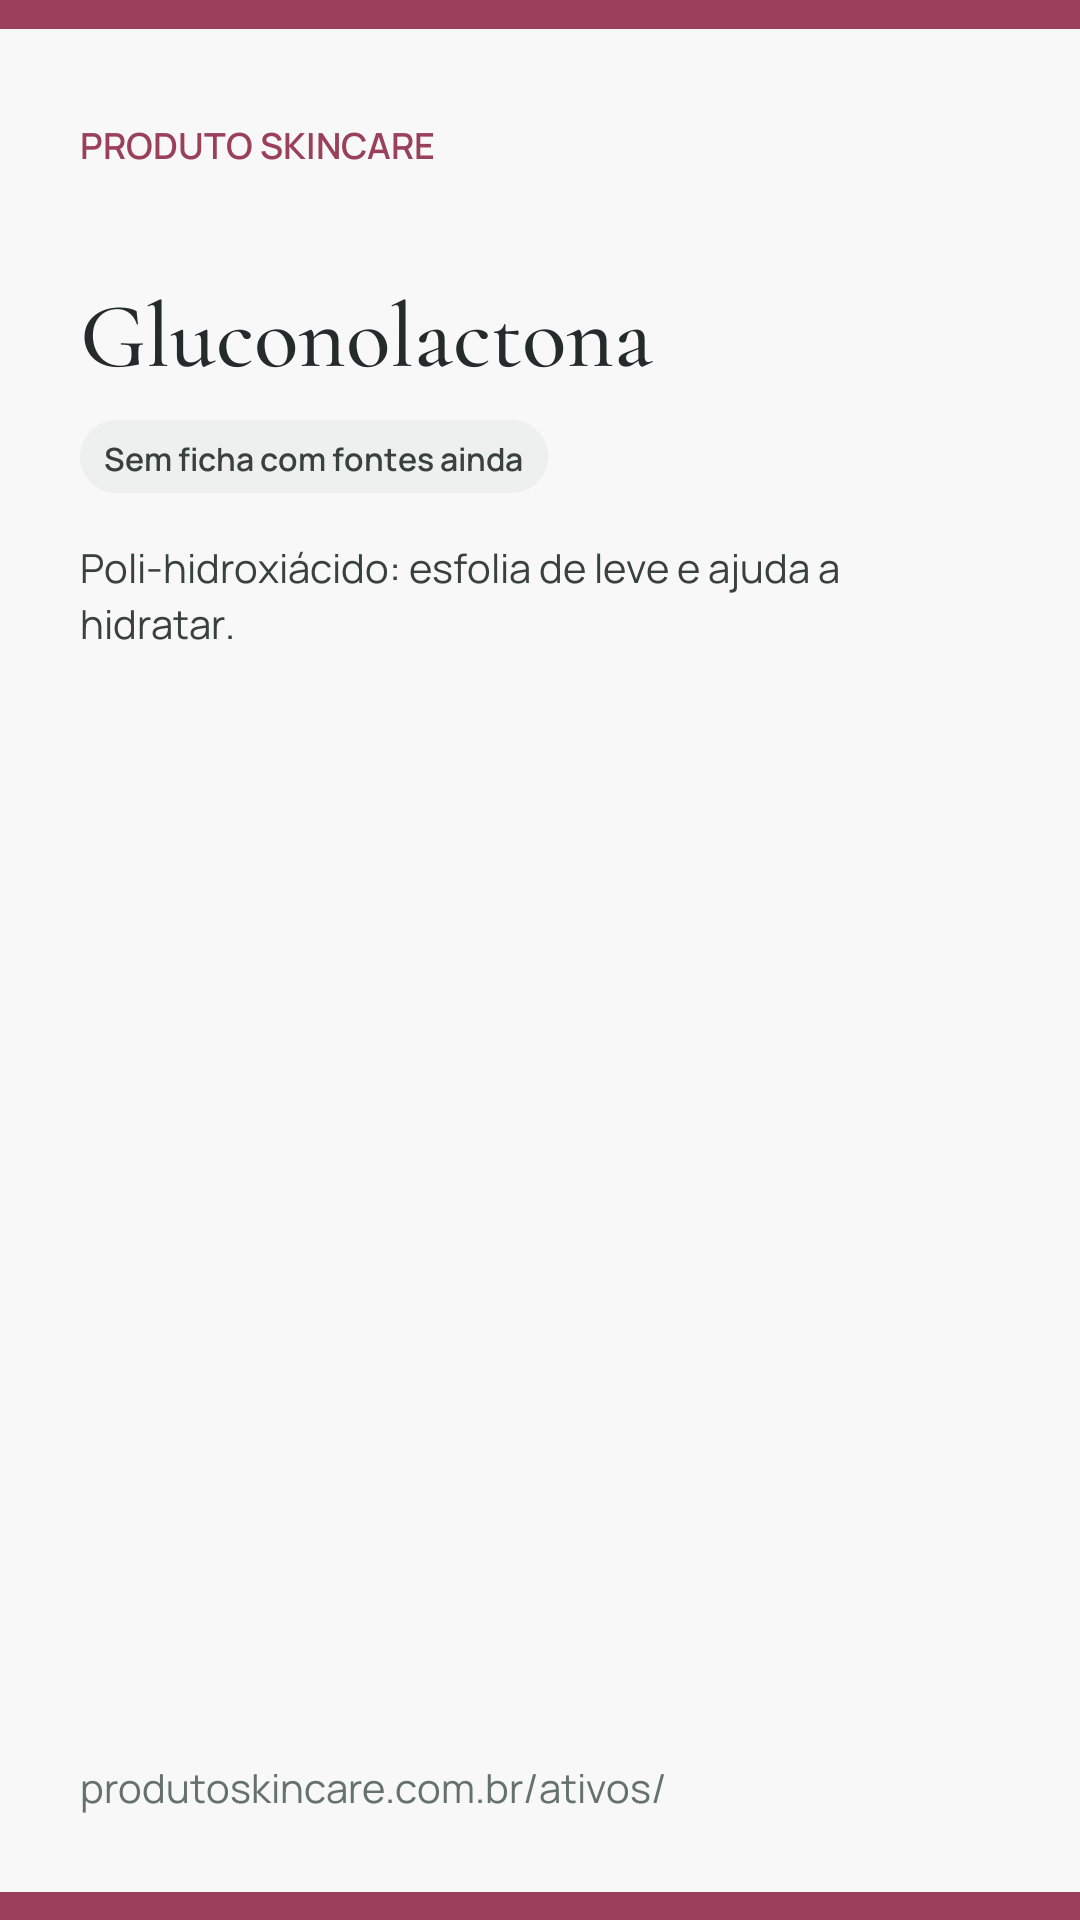 PRODUTO SKINCARE
Gluconolactona
Sem ficha com fontes ainda
Poli-hidroxiácido: esfolia de leve e ajuda a
hidratar.
produtoskincare.com.br/ativos/